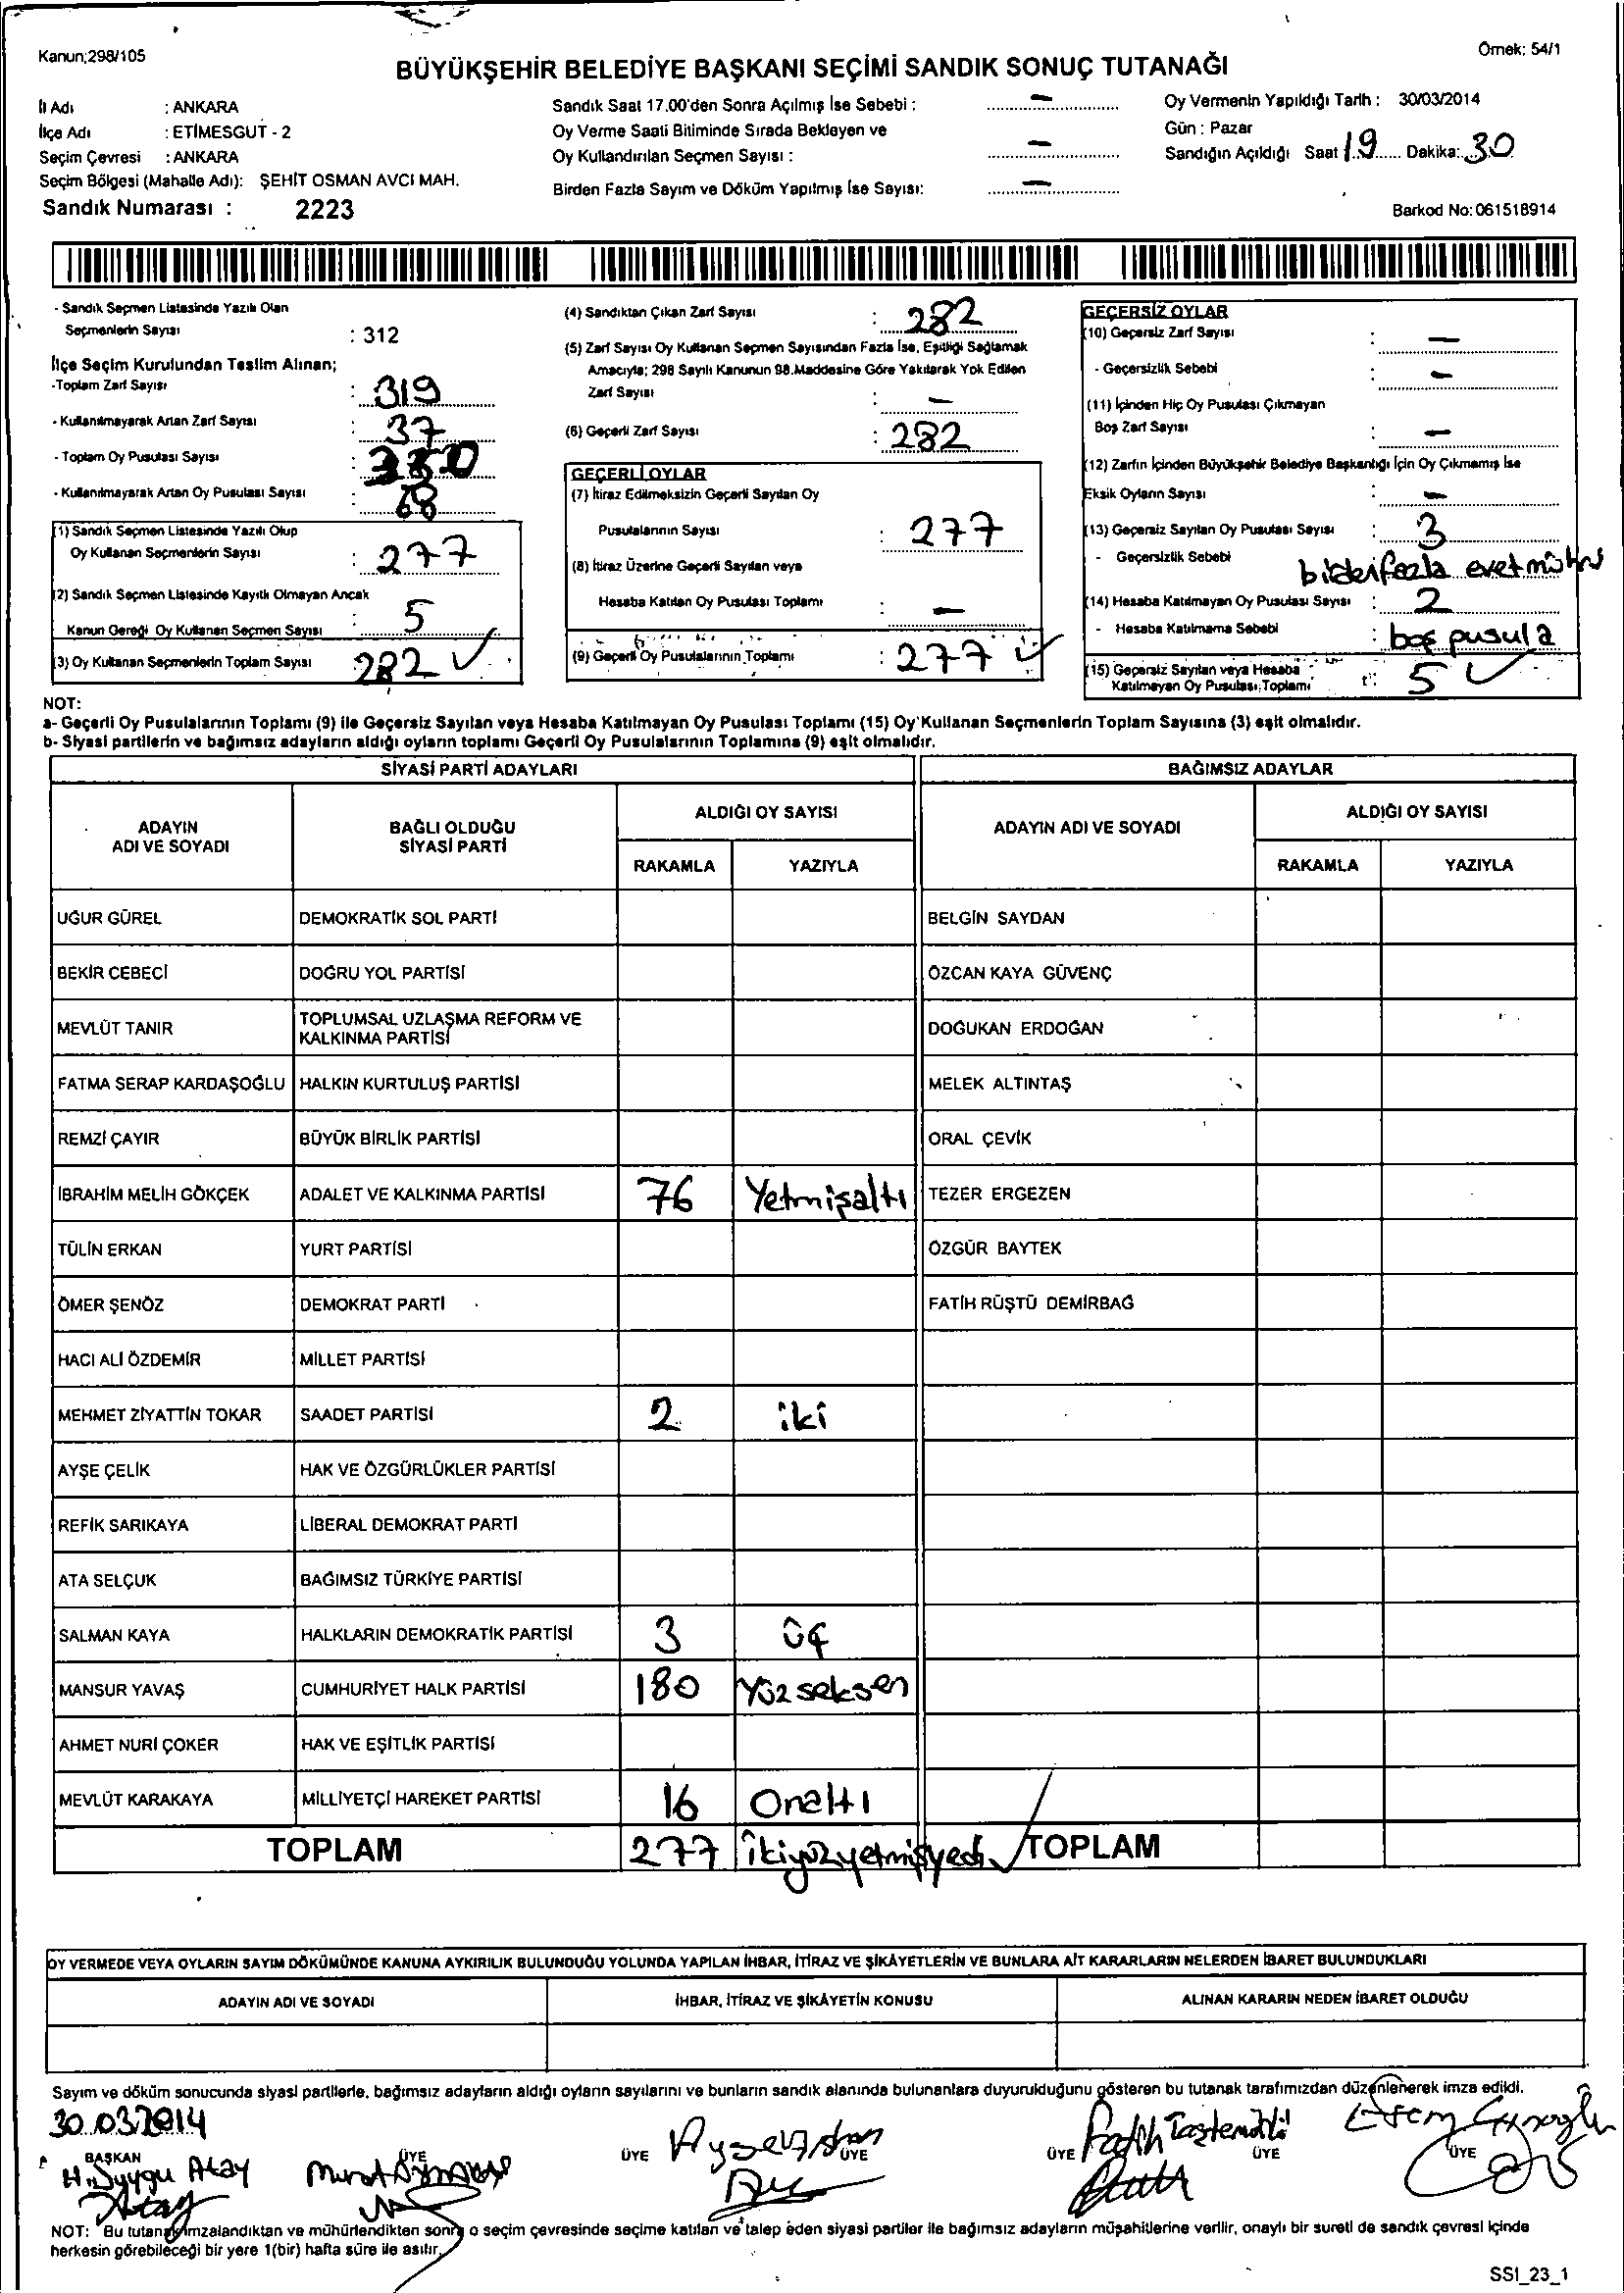 Kanun;298/105
Örnek: 54/1
BÜYÜKŞEHİR BELEDİYE BAŞKANI SEÇİMİ SANDIK SONUÇ TUTANAĞI
İl Adı : ANKARA
İlçe Adı : ETİMESGUT - 2
Seçim Çevresi : ANKARA
Seçim Bölgesi (Mahalle Adı): ŞEHİT OSMAN AVCI MAH.
Sandık Numarası : 2223
Sandık Saat 17.00'den Sonra Açılmış İse Sebebi : –
Oy Verme Saati Bitiminde Sırada Bekleyen ve
Oy Kullandırılan Seçmen Sayısı : –
Birden Fazla Sayım ve Döküm Yapılmış İse Sayısı: –
Oy Vermenin Yapıldığı Tarih : 30/03/2014
Gün : Pazar
Sandığın Açıldığı Saat 19 Dakika: 30
Barkod No: 061518914
- Sandık Seçmen Listesinde Yazılı Olan
Seçmenlerin Sayısı : 312
İlçe Seçim Kurulundan Teslim Alınan;
-Toplam Zarf Sayısı : 319
- Kullanılmayarak Artan Zarf Sayısı : 37
- Toplam Oy Pusulası Sayısı :
- Kullanılmayarak Artan Oy Pusulası Sayısı : 68
(1) Sandık Seçmen Listesinde Yazılı Olup
Oy Kullanan Seçmenlerin Sayısı : 277
(2) Sandık Seçmen Listesinde Kayıtlı Olmayan Ancak
Kanun Gereği Oy Kullanan Seçmen Sayısı : 5
(3) Oy Kullanan Seçmenlerin Toplam Sayısı 282
(4) Sandıktan Çıkan Zarf Sayısı : 282
(5) Zarf Sayısı Oy Kullanan Seçmen Sayısından Fazla İse, Eşitliği Sağlamak
Amacıyla; 298 Sayılı Kanunun 98.Maddesine Göre Yakılarak Yok Edilen
Zarf Sayısı : –
(6) Geçerli Zarf Sayısı : 282
GEÇERLİ OYLAR
(7) İtiraz Edilmeksizin Geçerli Sayılan Oy
Pusulalarının Sayısı : 277
(8) İtiraz Üzerine Geçerli Sayılan veya
Hesaba Katılan Oy Pusulası Toplamı : –
(9) Geçerli Oy Pusulalarının Toplamı : 277
GEÇERSİZ OYLAR
(10) Geçersiz Zarf Sayısı : –
- Geçersizlik Sebebi : –
(11) İçinden Hiç Oy Pusulası Çıkmayan
Boş Zarf Sayısı : –
(12) Zarfın İçinden Büyükşehir Belediye Başkanlığı İçin Oy Çıkmamış İse
Eksik Oyların Sayısı : –
(13) Geçersiz Sayılan Oy Pusulası Sayısı : 3
- Geçersizlik Sebebi birden fazla evet mührü
(14) Hesaba Katılmayan Oy Pusulası Sayısı : 2
- Hesaba Katılmama Sebebi : boş pusula
(15) Geçersiz Sayılan veya Hesaba
Katılmayan Oy Pusulası Toplamı : 5
NOT:
a- Geçerli Oy Pusulalarının Toplamı (9) ile Geçersiz Sayılan veya Hesaba Katılmayan Oy Pusulası Toplamı (15) Oy Kullanan Seçmenlerin Toplam Sayısına (3) eşit olmalıdır.
b- Siyasi partilerin ve bağımsız adayların aldığı oyların toplamı Geçerli Oy Pusulalarının Toplamına (9) eşit olmalıdır.
SİYASİ PARTİ ADAYLARI BAĞIMSIZ ADAYLAR
ADAYIN ADI VE SOYADI BAĞLI OLDUĞU SİYASİ PARTİ ALDIĞI OY SAYISI ADAYIN ADI VE SOYADI ALDIĞI OY SAYISI
RAKAMLA YAZIYLA RAKAMLA YAZIYLA
UĞUR GÜREL DEMOKRATİK SOL PARTİ BELGİN SAYDAN
BEKİR CEBECİ DOĞRU YOL PARTİSİ ÖZCAN KAYA GÜVENÇ
MEVLÜT TANIR TOPLUMSAL UZLAŞMA REFORM VE KALKINMA PARTİSİ DOĞUKAN ERDOĞAN
FATMA SERAP KARDAŞOĞLU HALKIN KURTULUŞ PARTİSİ MELEK ALTINTAŞ
REMZİ ÇAYIR BÜYÜK BİRLİK PARTİSİ ORAL ÇEVİK
İBRAHİM MELİH GÖKÇEK ADALET VE KALKINMA PARTİSİ 76 Yetmişaltı TEZER ERGEZEN
TÜLİN ERKAN YURT PARTİSİ ÖZGÜR BAYTEK
ÖMER ŞENÖZ DEMOKRAT PARTİ FATİH RÜŞTÜ DEMİRBAĞ
HACI ALİ ÖZDEMİR MİLLET PARTİSİ
MEHMET ZİYATTİN TOKAR SAADET PARTİSİ 2 iki
AYŞE ÇELİK HAK VE ÖZGÜRLÜKLER PARTİSİ
REFİK SARIKAYA LİBERAL DEMOKRAT PARTİ
ATA SELÇUK BAĞIMSIZ TÜRKİYE PARTİSİ
SALMAN KAYA HALKLARIN DEMOKRATİK PARTİSİ 3 üç
MANSUR YAVAŞ CUMHURİYET HALK PARTİSİ 180 Yüzseksen
AHMET NURİ ÇOKER HAK VE EŞİTLİK PARTİSİ
MEVLÜT KARAKAYA MİLLİYETÇİ HAREKET PARTİSİ 16 Onaltı
TOPLAM 277 ikiyüzyetmişyedi TOPLAM
OY VERMEDE VEYA OYLARIN SAYIM DÖKÜMÜNDE KANUNA AYKIRILIK BULUNDUĞU YOLUNDA YAPILAN İHBAR, İTİRAZ VE ŞİKÂYETLERİN VE BUNLARA AİT KARARLARIN NELERDEN İBARET BULUNDUKLARI
ADAYIN ADI VE SOYADI İHBAR, İTİRAZ VE ŞİKÂYETİN KONUSU ALINAN KARARIN NEDEN İBARET OLDUĞU
Sayım ve döküm sonucunda siyasi partilerle, bağımsız adayların aldığı oyların sayılarını ve bunların sandık alanında bulunanlara duyurulduğunu gösteren bu tutanak tarafımızdan düzenlenerek imza edildi.
30.03.2014
BAŞKAN ÜYE ÜYE ÜYE ÜYE ÜYE ÜYE
H. Duygu Atay Murat Fatih Taştemürli
NOT: Bu tutanak imzalandıktan ve mühürlendikten sonra o seçim çevresinde seçime katılan ve talep eden siyasi partiler ile bağımsız adayların müşahitlerine verilir, onaylı bir sureti de sandık çevresi içinde
herkesin görebileceği bir yere 1(bir) hafta süre ile asılır.
SSI_23_1